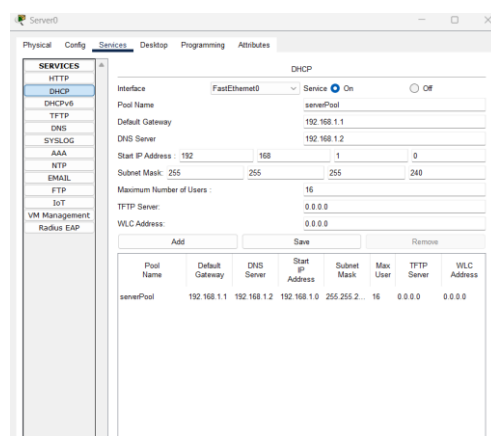 Server0
Physical Config Services Desktop Programming Attributes
SERVICES
HTTP
DHCP
DHCPv6
TFTP
DNS
SYSLOG
AAA
NTP
EMAIL
FTP
IoT
VM Management
Radius EAP
DHCP
Interface FastEthernet0 Service On Off
Pool Name serverPool
Default Gateway 192.168.1.1
DNS Server 192.168.1.2
Start IP Address : 192 168 1 0
Subnet Mask: 255 255 255 240
Maximum Number of Users : 16
TFTP Server: 0.0.0.0
WLC Address: 0.0.0.0
Add Save Remove
Pool Name Default Gateway DNS Server Start IP Address Subnet Mask Max User TFTP Server WLC Address
serverPool 192.168.1.1 192.168.1.2 192.168.1.0 255.255.2... 16 0.0.0.0 0.0.0.0